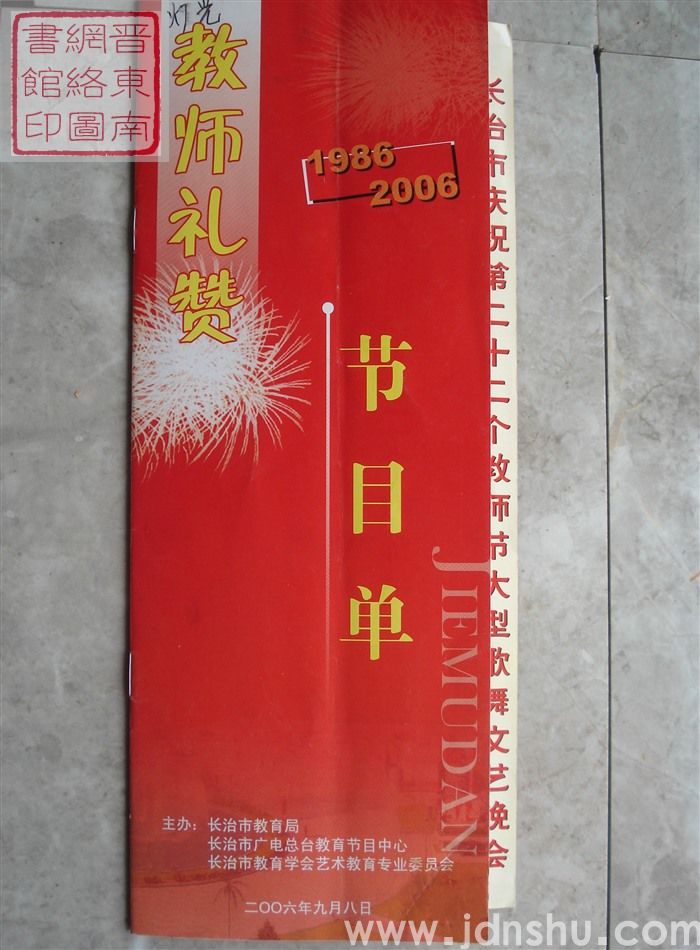 晋東南
網絡圖
書館印
灯光
教师礼赞
1986
2006
节目单
JIEMUDAN
长治市庆祝第二十二个教师节大型歌舞文艺晚会
主办：长治市教育局
长治市广电总台教育节目中心
长治市教育学会艺术教育专业委员会
二〇〇六年九月八日
www.jdnshu.com